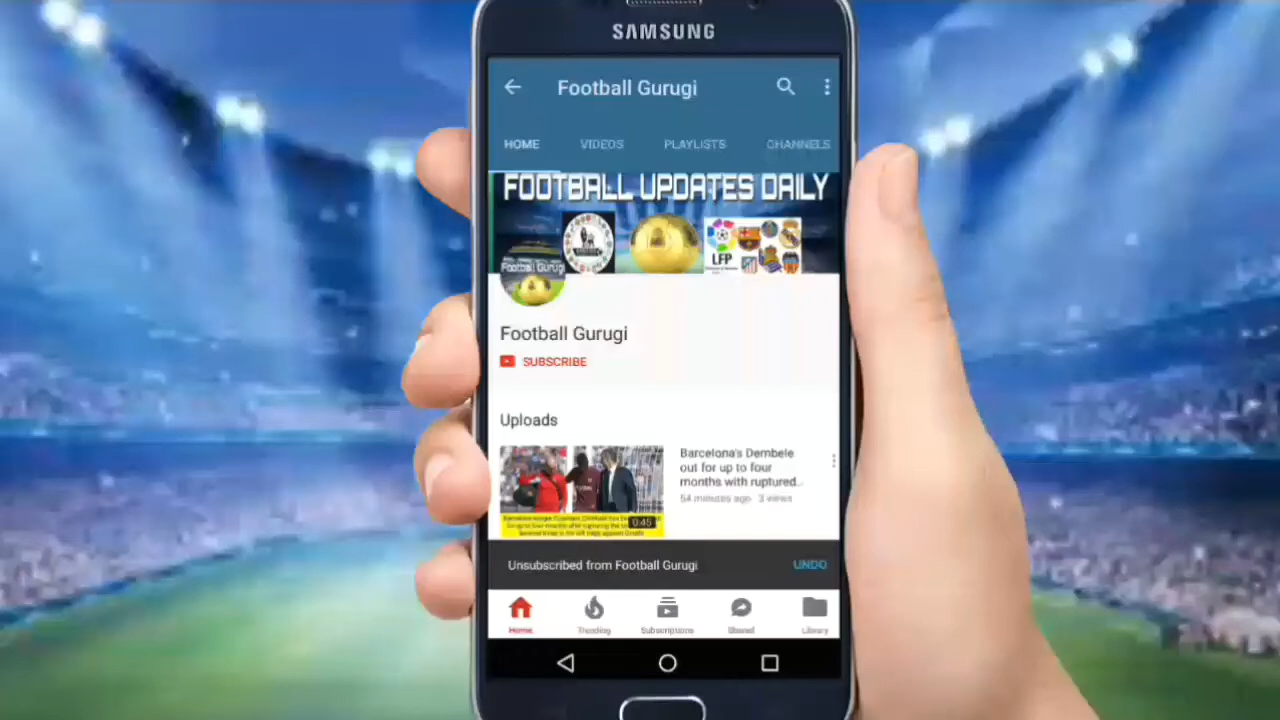 SAMSUNG
Football Gurugi
HOME VIDEOS PLAYLISTS CHANNELS
FOOTBALL UPDATES DAILY
LFP
Football Gurugi
Football Gurugi
SUBSCRIBE
Uploads
Barcelona's Dembele
out for up to four
months with ruptured...
54 minutes ago · 3 views
0:45
Unsubscribed from Football Gurugi UNDO
Home Trending Subscriptions Shared Library